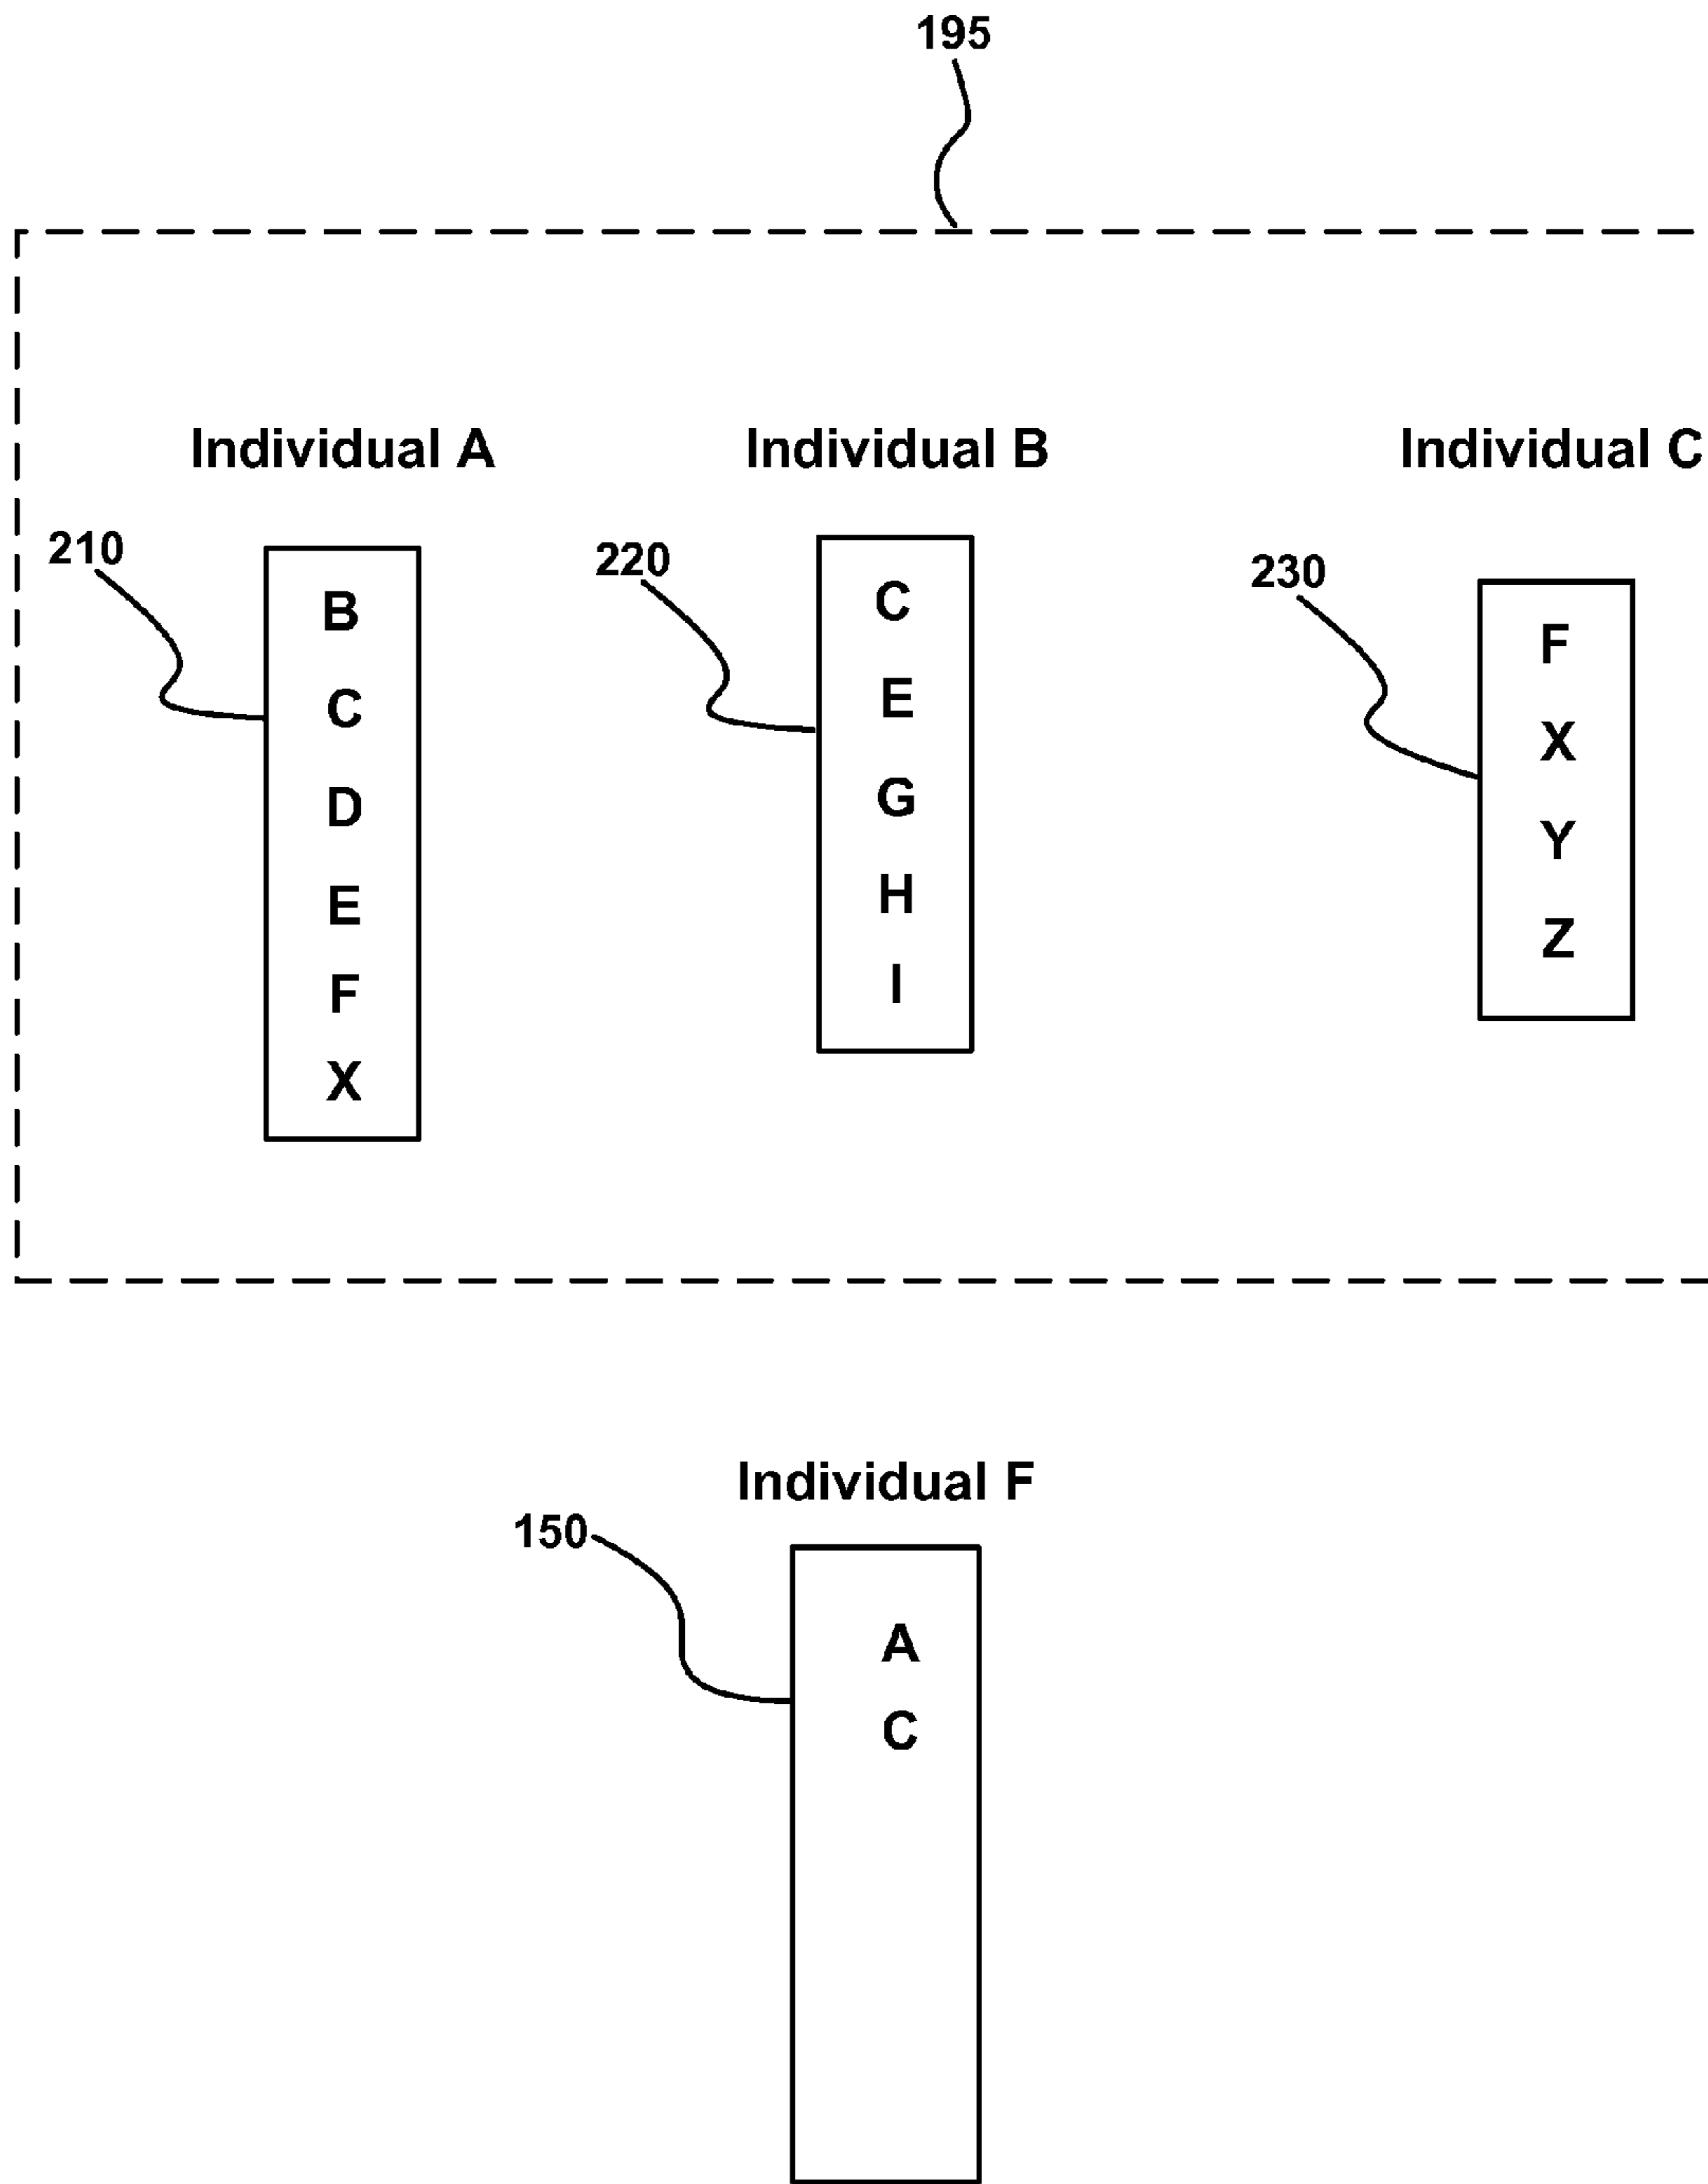 195
Individual A
Individual B
Individual C
210
B
C
D
E
F
X
220
C
E
G
H
I
230
F
X
Y
Z
Individual F
150
A
C